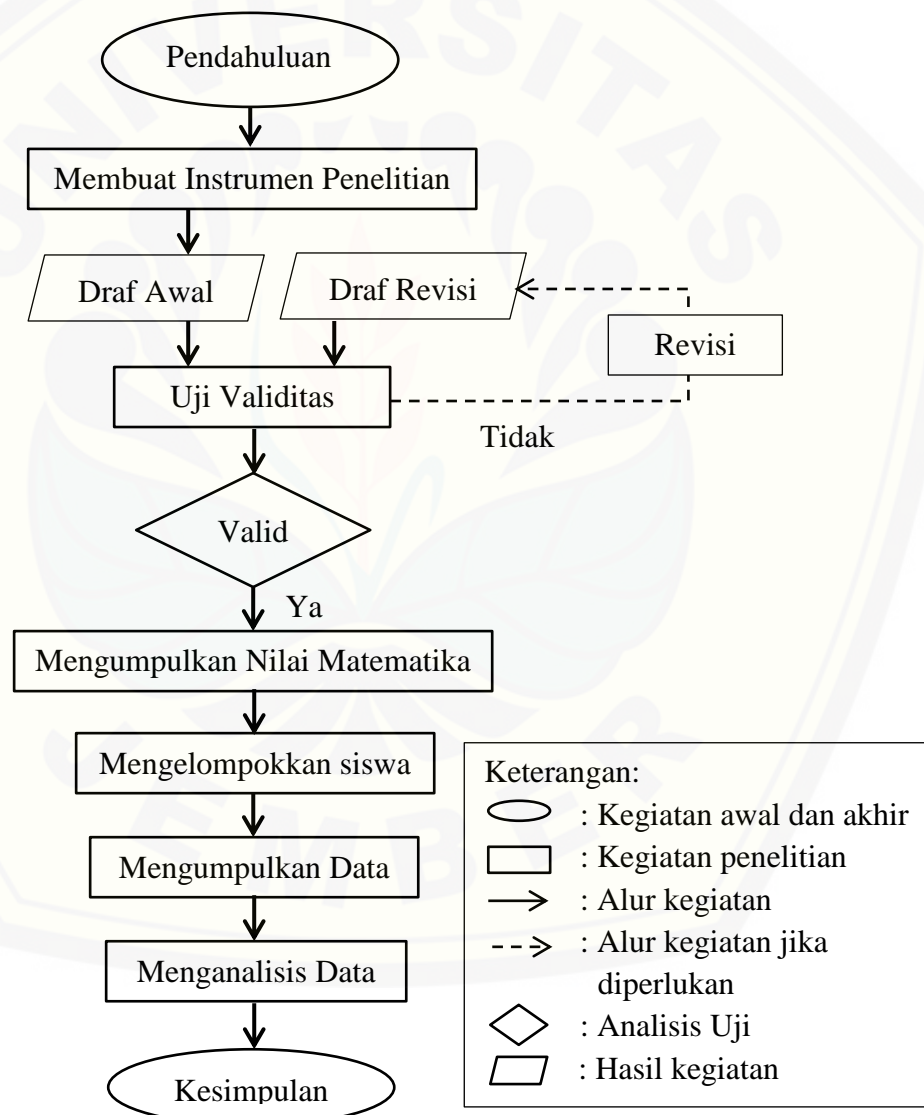 Pendahuluan
Membuat Instrumen Penelitian
Draf Awal
Draf Revisi
Revisi
Uji Validitas
Tidak
Valid
Ya
Mengumpulkan Nilai Matematika
Mengelompokkan siswa
Mengumpulkan Data
Menganalisis Data
Kesimpulan
Keterangan:
: Kegiatan awal dan akhir
: Kegiatan penelitian
: Alur kegiatan
: Alur kegiatan jika
diperlukan
: Analisis Uji
: Hasil kegiatan
UNIVERSITAS
JEMBER